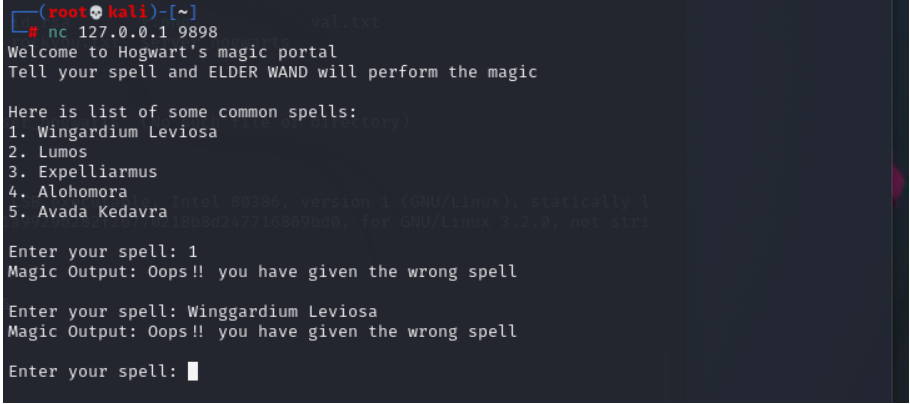 (root💀kali)-[~]
# nc 127.0.0.1 9898
Welcome to Hogwart's magic portal
Tell your spell and ELDER WAND will perform the magic
Here is list of some common spells:
1. Wingardium Leviosa
2. Lumos
3. Expelliarmus
4. Alohomora
5. Avada Kedavra
Enter your spell: 1
Magic Output: Oops!! you have given the wrong spell
Enter your spell: Winggardium Leviosa
Magic Output: Oops!! you have given the wrong spell
Enter your spell: